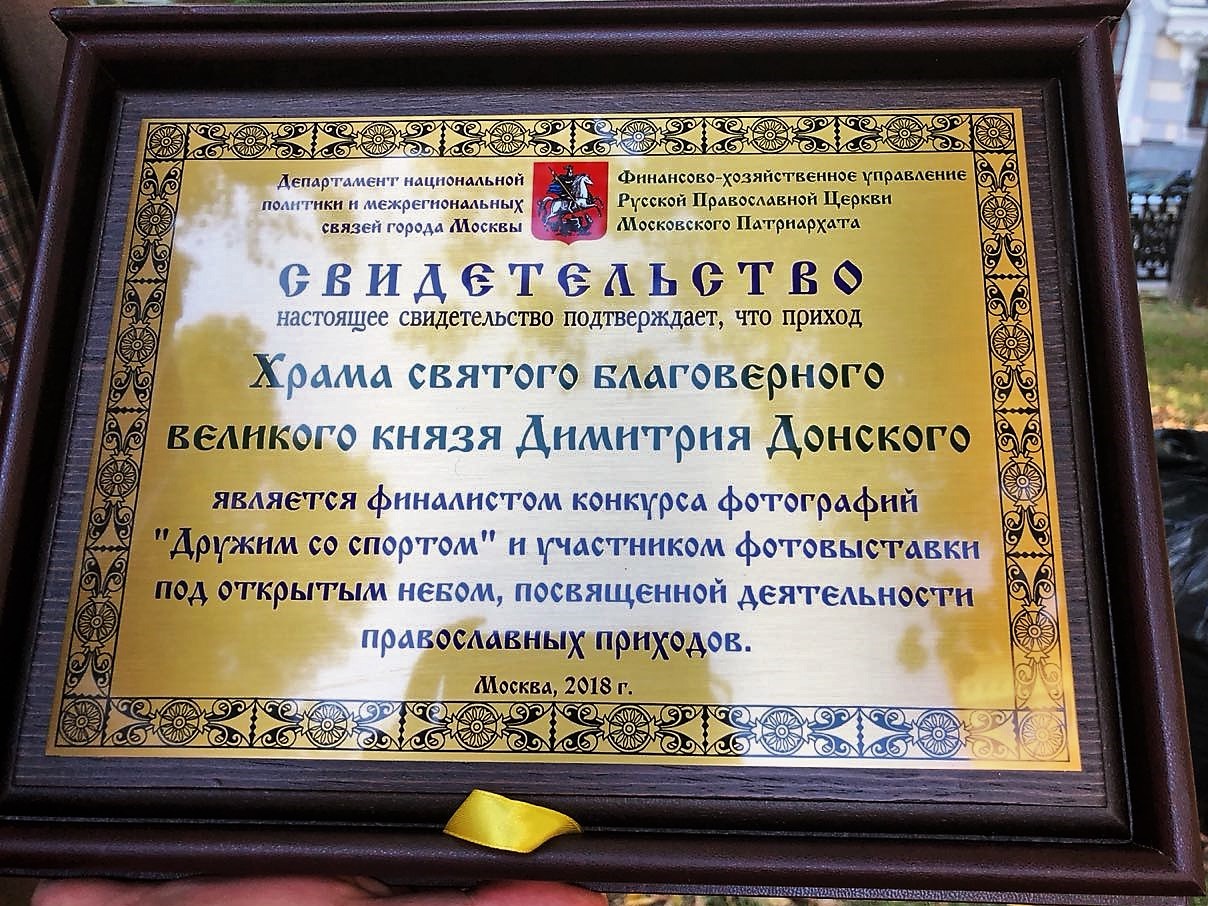 Департамент национальной
политики и межрегиональных
связей города Москвы
Финансово-хозяйственное управление
Русской Православной Церкви
Московского Патриархата
СВИДЕТЕЛЬСТВО
настоящее свидетельство подтверждает, что приход
Храма святого благоверного
великого князя Димитрия Донского
является финалистом конкурса фотографий
"Дружим со спортом" и участником фотовыставки
под открытым небом, посвященной деятельности
православных приходов.
Москва, 2018 г.